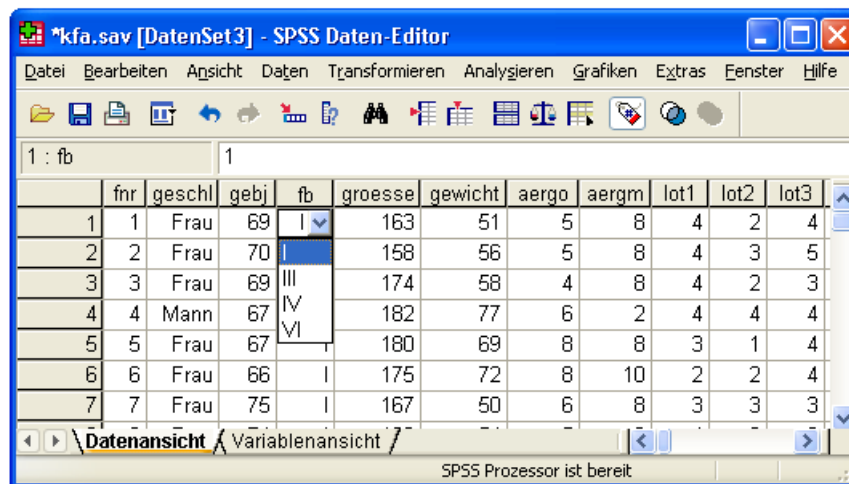 *kfa.sav [DatenSet3] - SPSS Daten-Editor
Datei Bearbeiten Ansicht Daten Transformieren Analysieren Grafiken Extras Fenster Hilfe
1 : fb 1
fnr geschl gebj fb groesse gewicht aergo aergm lot1 lot2 lot3
1 1 Frau 69 I 163 51 5 8 4 2 4
2 2 Frau 70 I 158 56 5 8 4 3 5
3 3 Frau 69 III 174 58 4 8 4 2 3
4 4 Mann 67 IV 182 77 6 2 4 4 4
VI
5 5 Frau 67 I 180 69 8 8 3 1 4
6 6 Frau 66 I 175 72 8 10 2 2 4
7 7 Frau 75 I 167 50 6 8 3 3 3
Datenansicht Variablenansicht
SPSS Prozessor ist bereit